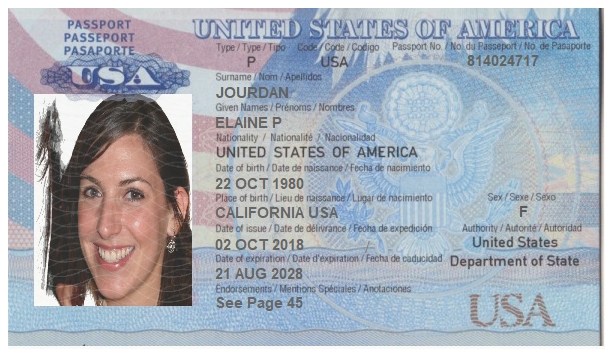 PASSPORT
PASSEPORT
PASAPORTE
USA
UNITED STATES OF AMERICA
Type / Type / Tipo Code / Code / Codigo Passport No. / No. du Passeport / No. de Pasaporte
P USA 814024717
Surname / Nom / Apellidos
JOURDAN
Given Names / Prénoms / Nombres
ELAINE P
Nationality / Nationalité / Nacionalidad
UNITED STATES OF AMERICA
Date of birth / Date de naissance / Fecha de nacimiento
22 OCT 1980
Place of birth / Lieu de naissance / Lugar de nacimiento Sex / Sexe / Sexo
CALIFORNIA USA F
Date of issue / Date de délivrance / Fecha de expedición Authority / Autorité / Autoridad
02 OCT 2018 United States
Date of expiration / Date d'expiration / Fecha de caducidad Department of State
21 AUG 2028
Endorsements / Mentions Spéciales / Anotaciones
See Page 45
USA